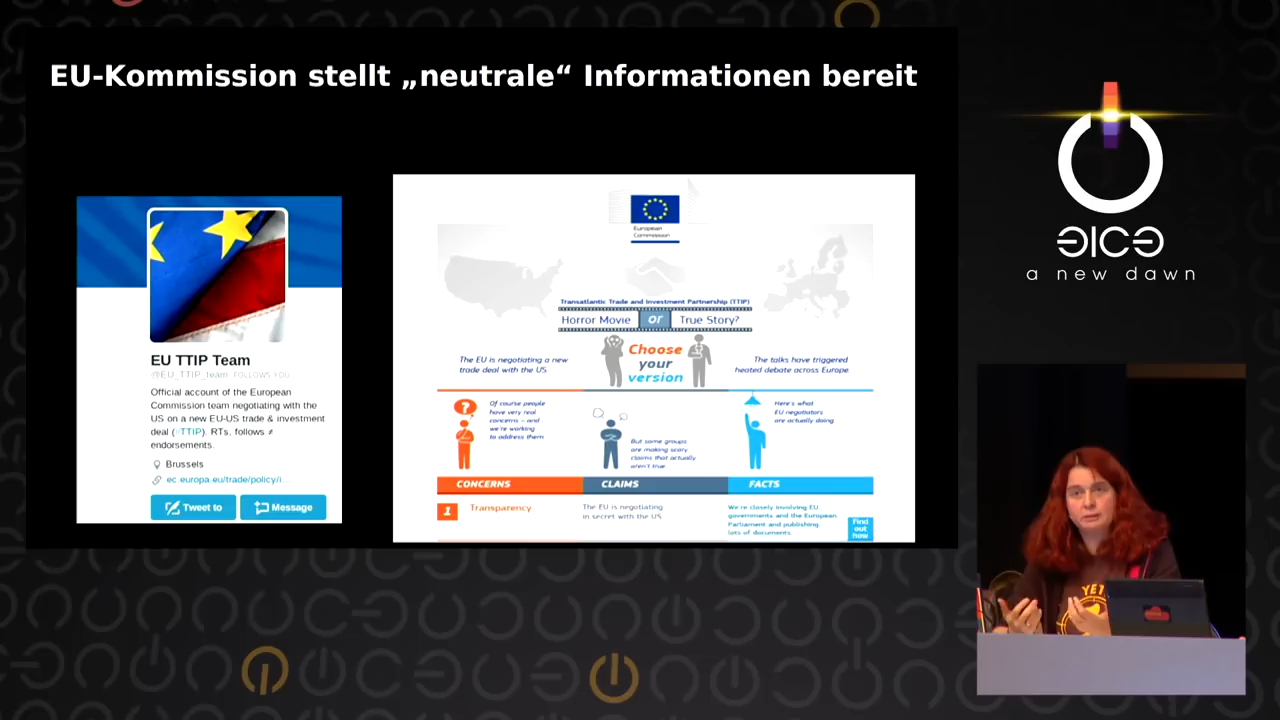 EU-Kommission stellt „neutrale“ Informationen bereit
EU TTIP Team
@EU_TTIP_team FOLLOWS YOU
Official account of the European
Commission team negotiating with the
US on a new EU-US trade & investment
deal (#TTIP). RTs, follows ≠
endorsements.
Brussels
ec.europa.eu/trade/policy/i...
Tweet to
Message
European
Commission
Transatlantic Trade and Investment Partnership (TTIP)
Horror Movie or True Story?
The EU is negotiating a new
trade deal with the US
Choose
your
version
The talks have triggered
heated debate across Europe
?
Of course people
have very real
concerns - and
we're working
to address them
But some groups
are making scary
claims that actually
aren't true
Here's what
EU negotiators
are actually doing
CONCERNS
CLAIMS
FACTS
1
Transparency
The EU is negotiating
in secret with the US
We're closely involving EU
governments and the European
Parliament and publishing
lots of documents.
Find
out
how
a new dawn
YET